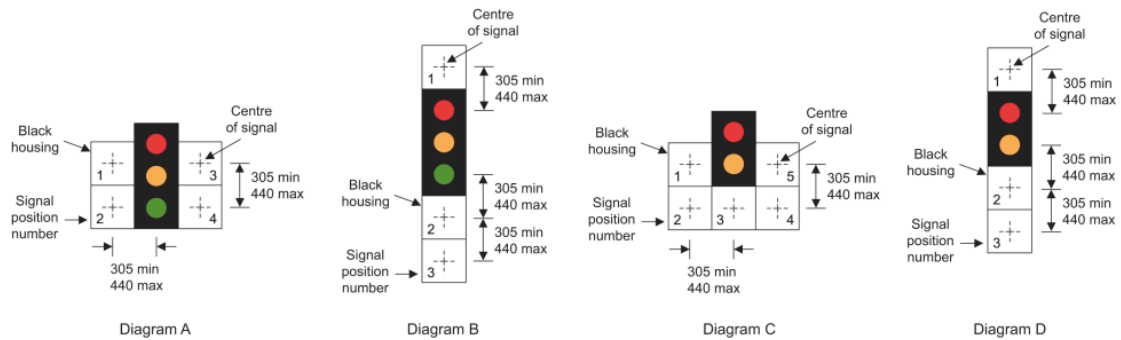 Centre
of signal
Black
housing
1
3
305 min
440 max
Signal
position
number
2
4
305 min
440 max
Diagram A
Centre
of signal
1
305 min
440 max
Black
housing
305 min
440 max
2
305 min
440 max
Signal
position
number
3
Diagram B
Centre
of signal
Black
housing
1
5
305 min
440 max
Signal
position
number
2
3
4
305 min
440 max
Diagram C
Centre
of signal
1
305 min
440 max
Black
housing
305 min
440 max
2
305 min
440 max
Signal
position
number
3
Diagram D